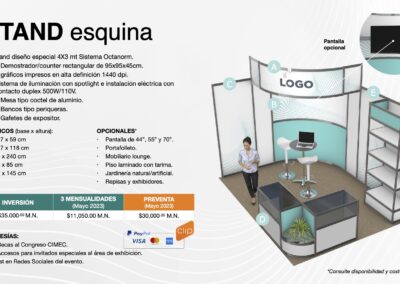 TAND esquina
and diseño especial 4X3 mt Sistema Octanorm.
Demostrador/counter rectangular de 95x95x45cm.
gráficos impresos en alta definición 1440 dpi.
istema de iluminación con spotlight e instalación eléctrica con
ontacto duplex 500W/110V.
Mesa tipo coctel de aluminio.
Bancos tipo periqueras.
Gafetes de expositor.
ICOS (base x altura):
7 x 59 cm
7 x 118 cm
x 240 cm
x 85 cm
x 145 cm
OPCIONALES*
• Pantalla de 44", 55" y 70".
• Portafolleto.
• Mobiliario lounge.
• Piso laminado con tarima.
• Jardinería natural/artificial.
• Repisas y exhibidores.
INVERSIÓN
3 MENSUALIDADES
(Mayo 2023)
PREVENTA
(Mayo 2023)
$35.000.00 M.N.
$11,050.00 M.N.
$30,000.00 M.N.
ESÍAS:
Becas al Congreso CIMEC.
Accesos para invitados especiales al área de exhibición.
st en Redes Sociales del evento.
PayPal
VISA
clip
Pantalla
opcional
A
LOGO
B
C
D
E
*Consulte disponibilidad y cost